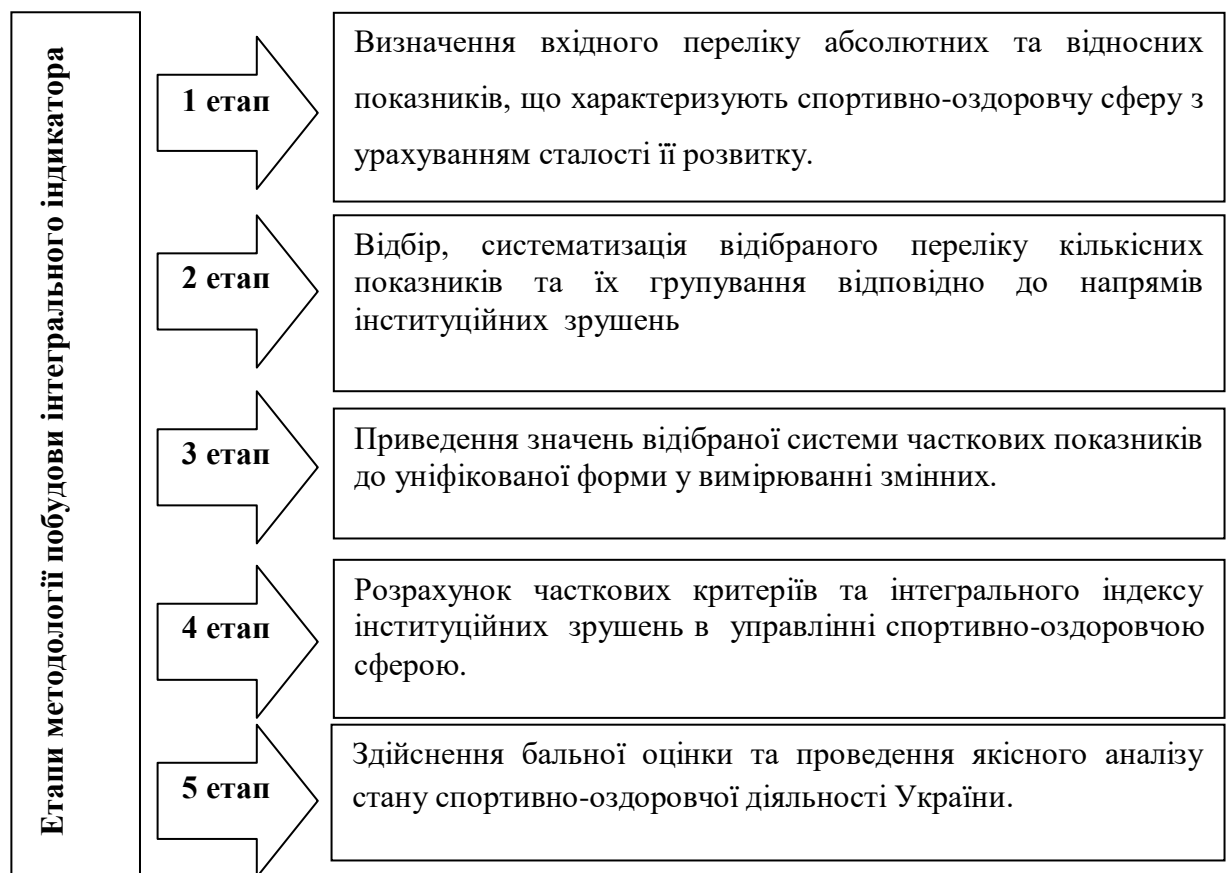 Етапи методології побудови інтегрального індикатора
1 етап
Визначення вхідного переліку абсолютних та відносних
показників, що характеризують спортивно-оздоровчу сферу з
урахуванням сталості її розвитку.
2 етап
Відбір, систематизація відібраного переліку кількісних
показників та їх групування відповідно до напрямів
інституційних зрушень
3 етап
Приведення значень відібраної системи часткових показників
до уніфікованої форми у вимірюванні змінних.
4 етап
Розрахунок часткових критеріїв та інтегрального індексу
інституційних зрушень в управлінні спортивно-оздоровчою
сферою.
5 етап
Здійснення бальної оцінки та проведення якісного аналізу
стану спортивно-оздоровчої діяльності України.